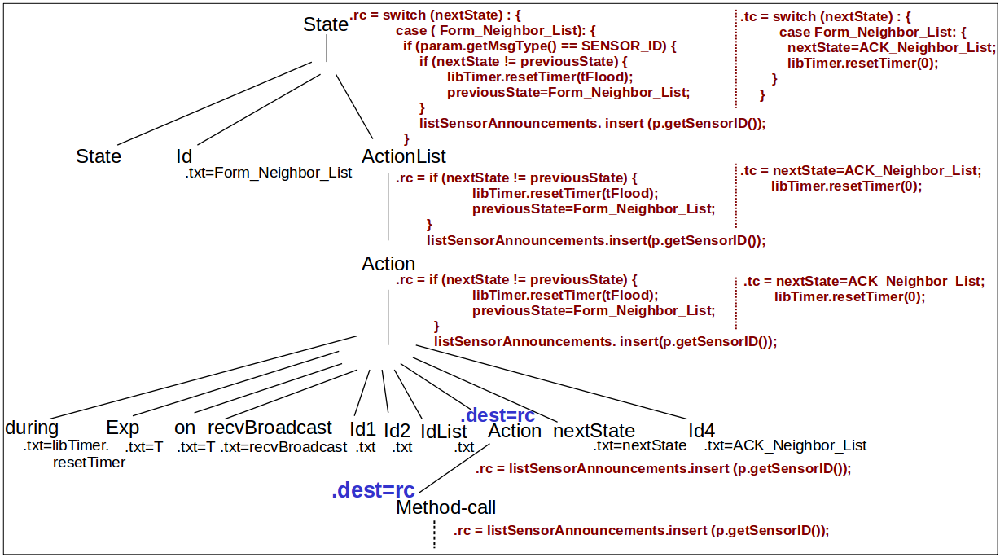 State
.rc = switch (nextState) : {
case ( Form_Neighbor_List): {
if (param.getMsgType() == SENSOR_ID) {
if (nextState != previousState) {
libTimer.resetTimer(tFlood);
previousState=Form_Neighbor_List;
}
listSensorAnnouncements. insert (p.getSensorID());
}
.tc = switch (nextState) : {
case Form_Neighbor_List: {
nextState=ACK_Neighbor_List;
libTimer.resetTimer(0);
}
}
State
Id
.txt=Form_Neighbor_List
ActionList
.rc = if (nextState != previousState) {
libTimer.resetTimer(tFlood);
previousState=Form_Neighbor_List;
}
listSensorAnnouncements.insert(p.getSensorID());
.tc = nextState=ACK_Neighbor_List;
libTimer.resetTimer(0);
Action
.rc = if (nextState != previousState) {
libTimer.resetTimer(tFlood);
previousState=Form_Neighbor_List;
}
listSensorAnnouncements. insert(p.getSensorID());
.tc = nextState=ACK_Neighbor_List;
libTimer.resetTimer(0);
during
.txt=libTimer.
resetTimer
Exp
.txt=T
on
.txt=T
recvBroadcast
.txt=recvBroadcast
Id1
.txt
Id2
.txt
IdList
.txt
.dest=rc
Action
nextState
.txt=nextState
Id4
.txt=ACK_Neighbor_List
.rc = listSensorAnnouncements.insert (p.getSensorID());
.dest=rc
Method-call
.rc = listSensorAnnouncements.insert (p.getSensorID());